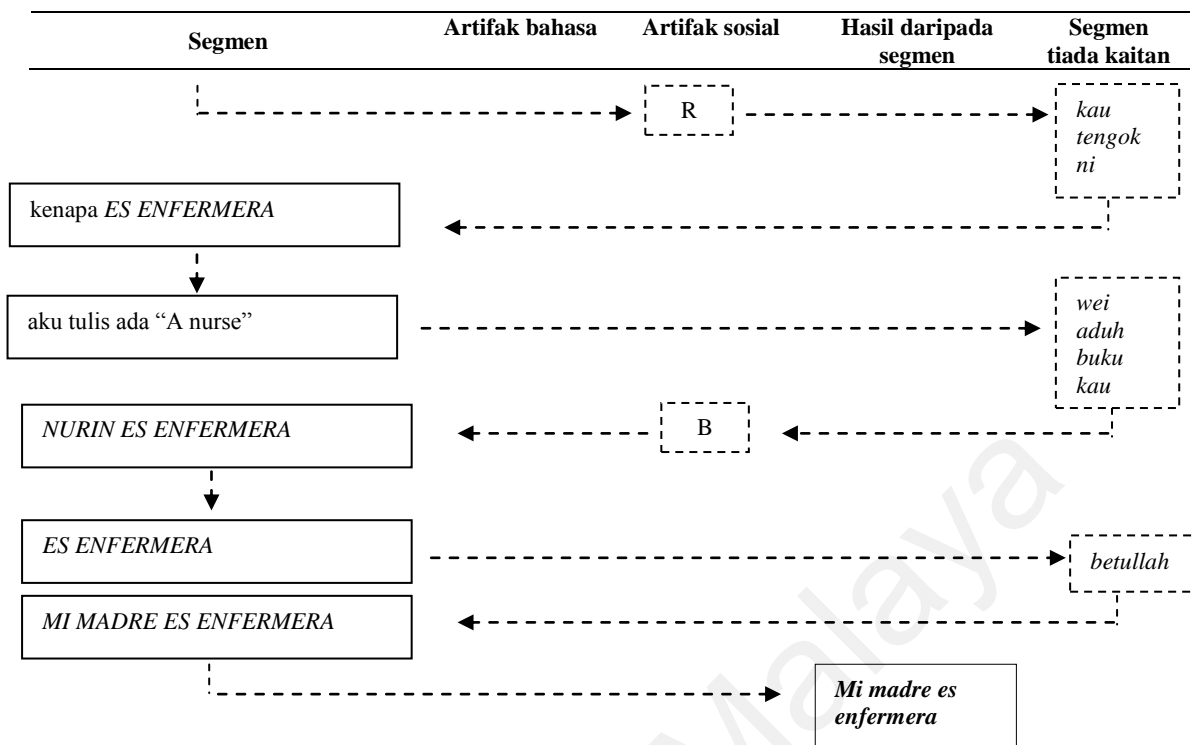 Segmen Artifak bahasa Artifak sosial Hasil daripada segmen Segmen tiada kaitan
R
kau
tengok
ni
kenapa ES ENFERMERA
aku tulis ada “A nurse”
wei
aduh
buku
kau
NURIN ES ENFERMERA
B
ES ENFERMERA
betullah
MI MADRE ES ENFERMERA
Mi madre es
enfermera
Malaya